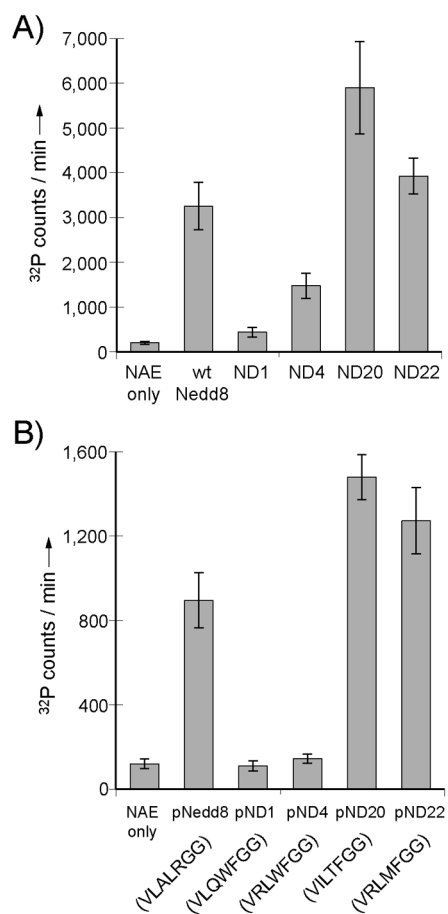 A)
7,000
6,000
5,000
4,000
3,000
2,000
1,000
0
³²P counts / min →
NAE only
wt Nedd8
ND1
ND4
ND20
ND22
B)
1,600
1,200
800
400
0
³²P counts / min →
NAE only
pNedd8
pND1
pND4
pND20
pND22
(VLALRGG)
(VLQWFGG)
(VRLWFGG)
(VILTFGG)
(VRLMFGG)